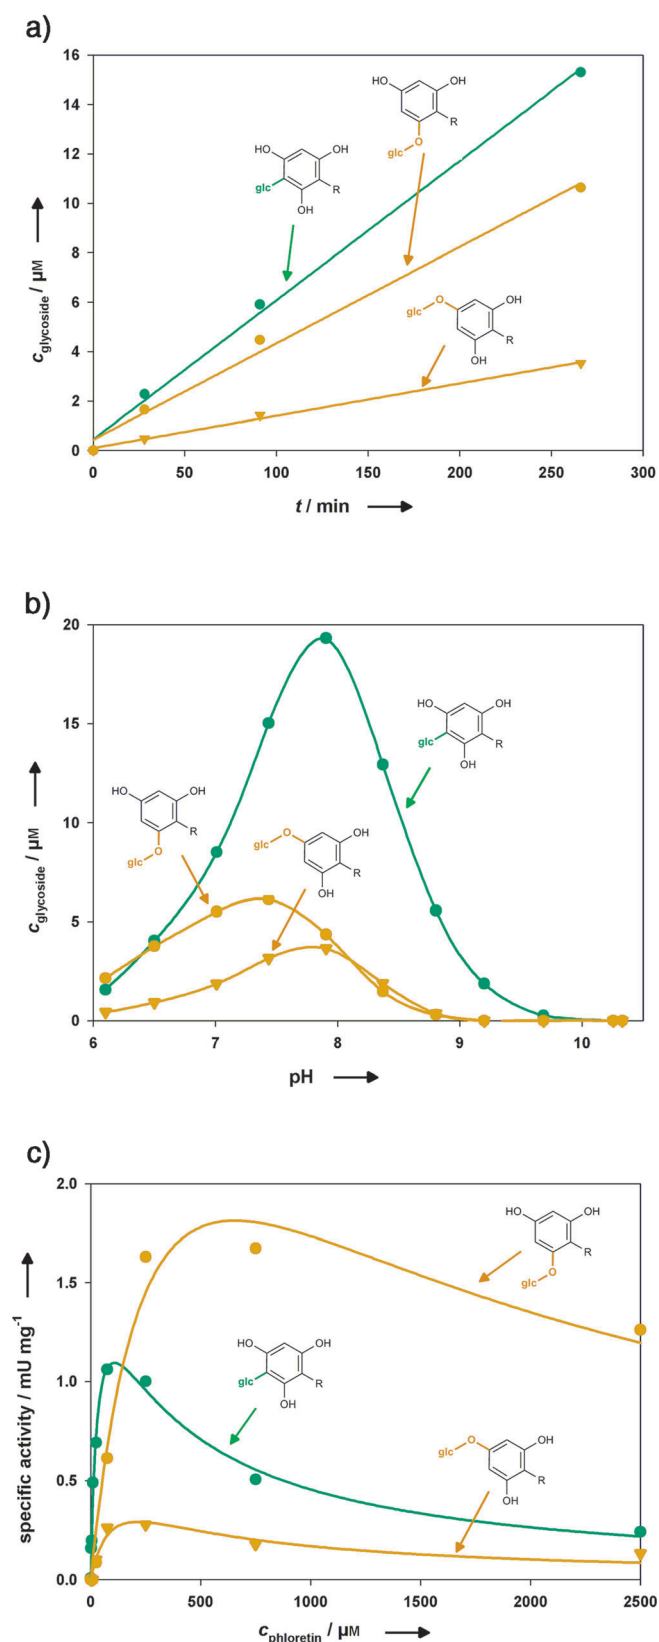 a)
16
14
12
10
8
6
4
2
0
c glycoside / µM
0 50 100 150 200 250 300
t / min
HO OH
glc R
OH
HO OH
R
O
glc
O OH
glc
R
OH
b)
20
15
10
5
0
c glycoside / µM
6 7 8 9 10
pH
HO OH
R
O
glc
O OH
glc
R
OH
HO OH
glc R
OH
c)
2.0
1.5
1.0
0.5
0.0
specific activity / mU mg⁻¹
0 500 1000 1500 2000 2500
c phloretin / µM
HO OH
R
O
glc
HO OH
glc R
OH
O OH
glc
R
OH